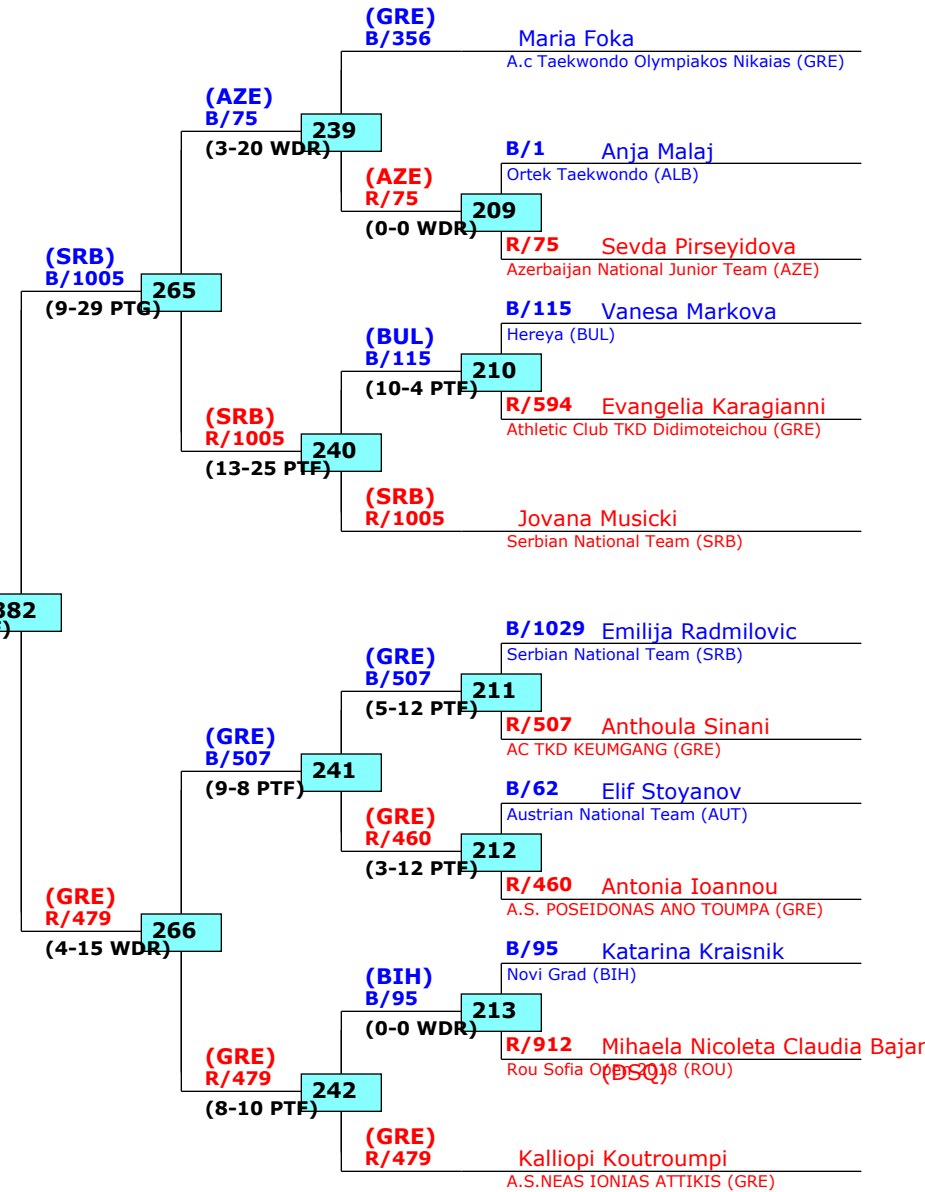 (GRE)
B/356
Maria Foka
A.c Taekwondo Olympiakos Nikaias (GRE)
(AZE)
B/75
239
(3-20 WDR)
B/1 Anja Malaj
Ortek Taekwondo (ALB)
(AZE)
R/75
209
(0-0 WDR)
R/75 Sevda Pirseyidova
Azerbaijan National Junior Team (AZE)
(SRB)
B/1005
265
(9-29 PTG)
B/115 Vanesa Markova
Hereya (BUL)
(BUL)
B/115
210
(10-4 PTF)
R/594 Evangelia Karagianni
Athletic Club TKD Didimoteichou (GRE)
(SRB)
R/1005
240
(13-25 PTF)
(SRB)
R/1005
Jovana Musicki
Serbian National Team (SRB)
382
B/1029 Emilija Radmilovic
Serbian National Team (SRB)
(GRE)
B/507
211
(5-12 PTF)
R/507 Anthoula Sinani
AC TKD KEUMGANG (GRE)
(GRE)
B/507
241
(9-8 PTF)
B/62 Elif Stoyanov
Austrian National Team (AUT)
(GRE)
R/460
212
(3-12 PTF)
R/460 Antonia Ioannou
A.S. POSEIDONAS ANO TOUMPA (GRE)
(GRE)
R/479
266
(4-15 WDR)
B/95 Katarina Kraisnik
Novi Grad (BIH)
(BIH)
B/95
213
(0-0 WDR)
R/912 Mihaela Nicoleta Claudia Bajar
(DSQ)
Rou Sofia Open 2018 (ROU)
(GRE)
R/479
242
(8-10 PTF)
(GRE)
R/479
Kalliopi Koutroumpi
A.S.NEAS IONIAS ATTIKIS (GRE)